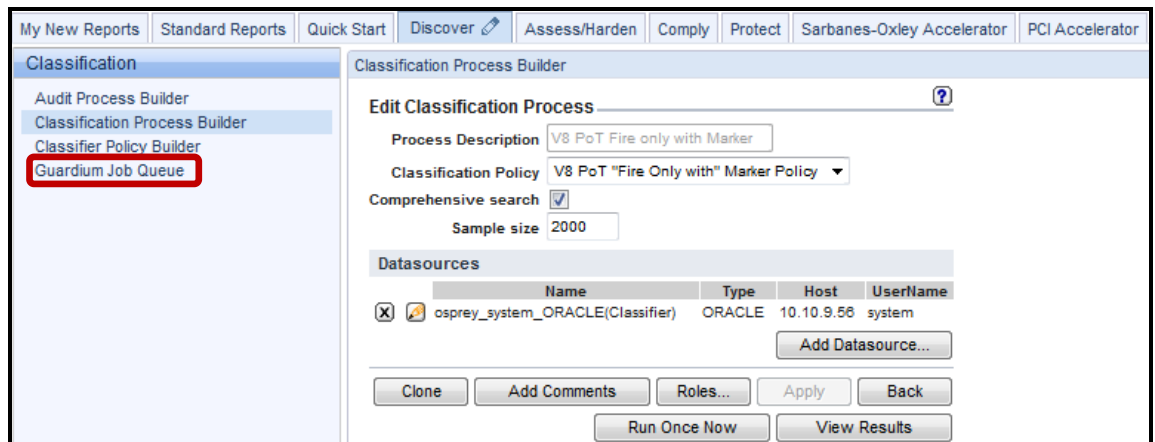 My New Reports Standard Reports Quick Start Discover Assess/Harden Comply Protect Sarbanes-Oxley Accelerator PCI Accelerator
Classification
Audit Process Builder
Classification Process Builder
Classifier Policy Builder
Guardium Job Queue
Classification Process Builder
Edit Classification Process
?
Process Description V8 PoT Fire only with Marker
Classification Policy V8 PoT "Fire Only with" Marker Policy
Comprehensive search
Sample size 2000
Datasources
Name Type Host UserName
osprey_system_ORACLE(Classifier) ORACLE 10.10.9.56 system
Add Datasource...
Clone Add Comments Roles... Apply Back
Run Once Now View Results